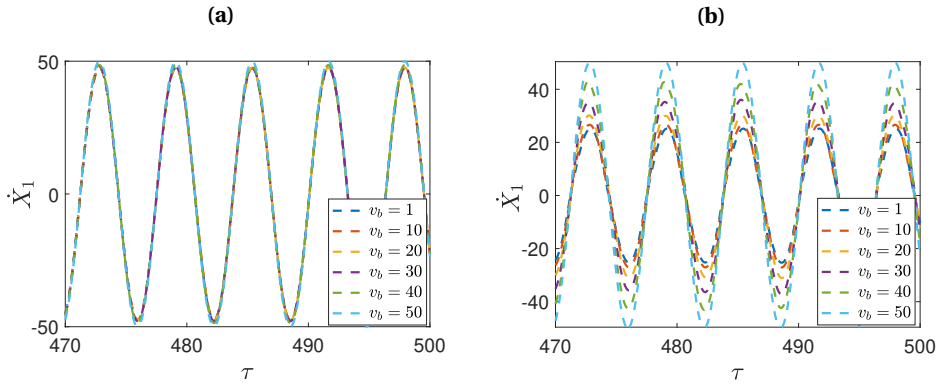 (a)
50
0
-50
Ẋ₁
470
480
490
500
τ
v_b = 1
v_b = 10
v_b = 20
v_b = 30
v_b = 40
v_b = 50
(b)
40
20
0
-20
-40
Ẋ₁
470
480
490
500
τ
v_b = 1
v_b = 10
v_b = 20
v_b = 30
v_b = 40
v_b = 50